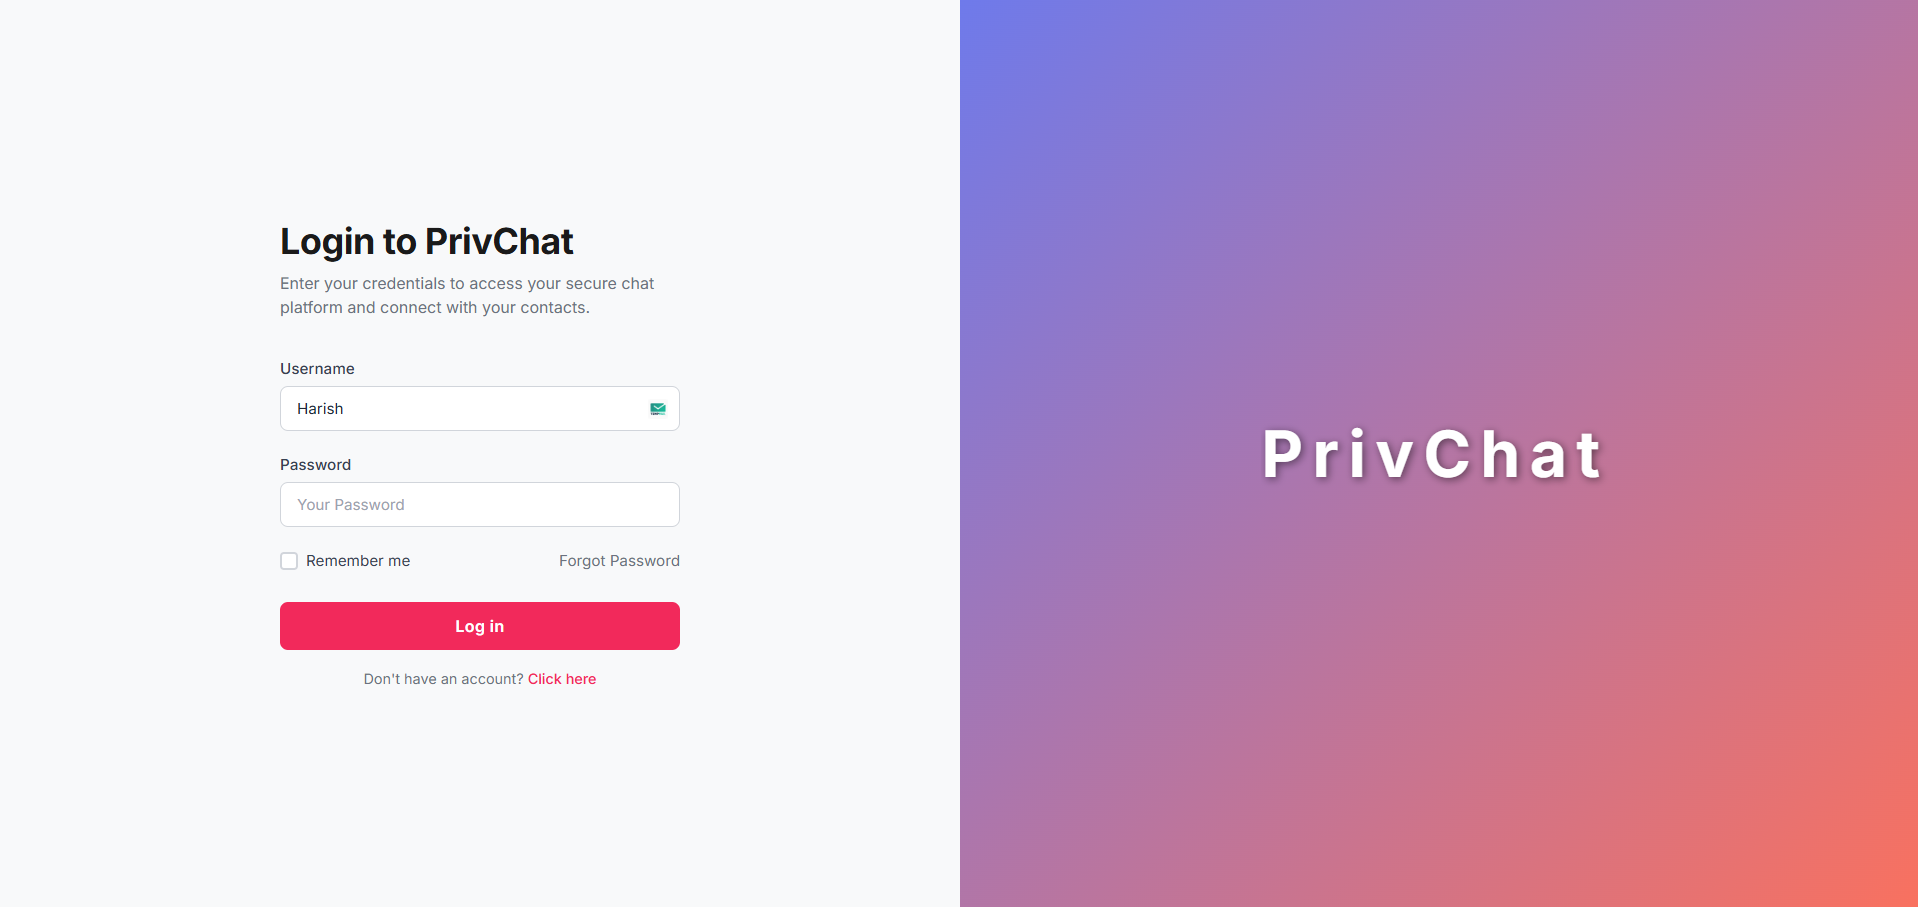 Login to PrivChat
Enter your credentials to access your secure chat
platform and connect with your contacts.
Username
Harish
Password
Your Password
Remember me
Forgot Password
Log in
Don't have an account? Click here
PrivChat